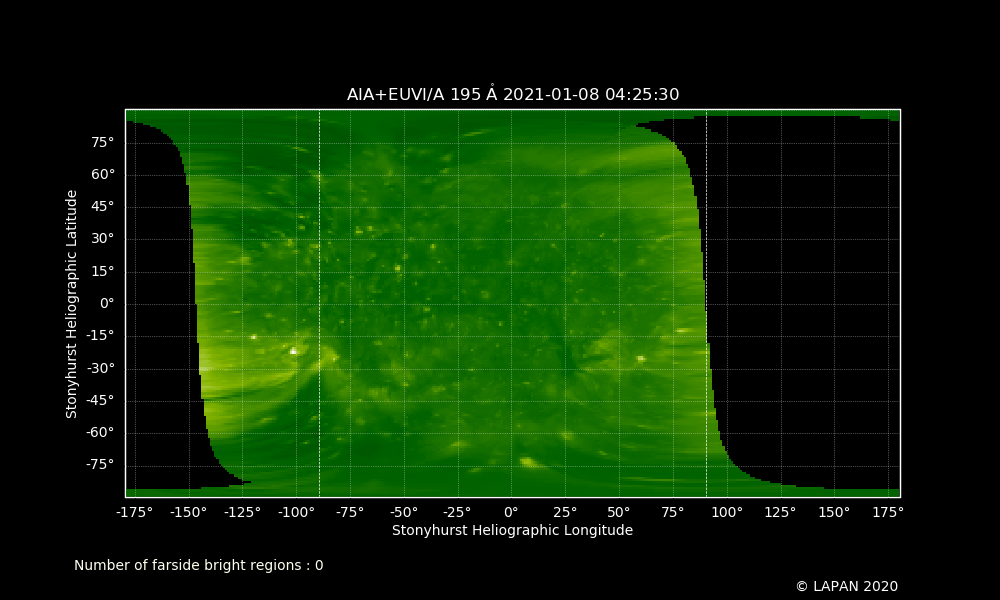 AIA+EUVI/A 195 Å 2021-01-08 04:25:30
75°
60°
45°
30°
15°
0°
-15°
-30°
-45°
-60°
-75°
Stonyhurst Heliographic Latitude
-175° -150° -125° -100° -75° -50° -25° 0° 25° 50° 75° 100° 125° 150° 175°
Stonyhurst Heliographic Longitude
Number of farside bright regions : 0
© LAPAN 2020